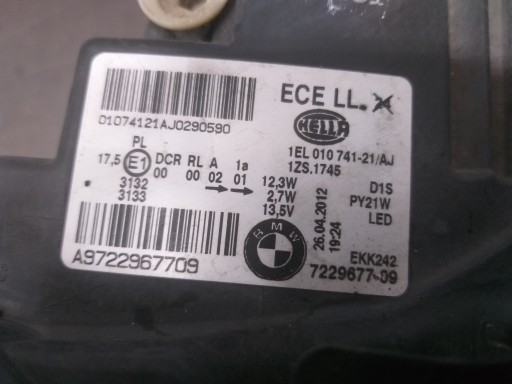 ECE LL. X
01074121AJ0290590
HELLA
1EL 010 741-21/AJ
1ZS.1745
PL
17,5 E1 DCR RL A 1a
00 00 02 01
3132
3133
12,3W D1S
2,7W PY21W
13,5V LED
26.04.2012
19:24
BMW
EKK242
A9722967709
7229677-09